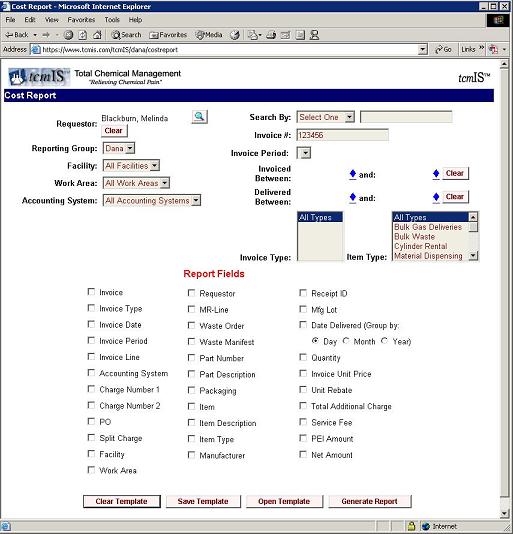 Cost Report - Microsoft Internet Explorer
File Edit View Favorites Tools Help
Back Search Favorites Media
Address https://www.tcmis.com/tcmIS/dana/costreport Go Links »
tcmIS Total Chemical Management tcmIS™
"Relieving Chemical Pain"
Cost Report
Requestor: Blackburn, Melinda
Clear
Search By: Select One
Invoice #: 123456
Reporting Group: Dana
Invoice Period:
Facility: All Facilities
Invoiced Between: and: Clear
Work Area: All Work Areas
Delivered Between: and: Clear
Accounting System: All Accounting Systems
Invoice Type: All Types
Item Type: All Types
Bulk Gas Deliveries
Bulk Waste
Cylinder Rental
Material Dispensing
Report Fields
Invoice Requestor Receipt ID
Invoice Type MR-Line Mfg Lot
Invoice Date Waste Order Date Delivered (Group by:
Invoice Period Waste Manifest Day Month Year)
Invoice Line Part Number Quantity
Accounting System Part Description Invoice Unit Price
Charge Number 1 Packaging Unit Rebate
Charge Number 2 Item Total Additional Charge
PO Item Description Service Fee
Split Charge Item Type PEI Amount
Facility Manufacturer Net Amount
Work Area
Clear Template Save Template Open Template Generate Report
Internet